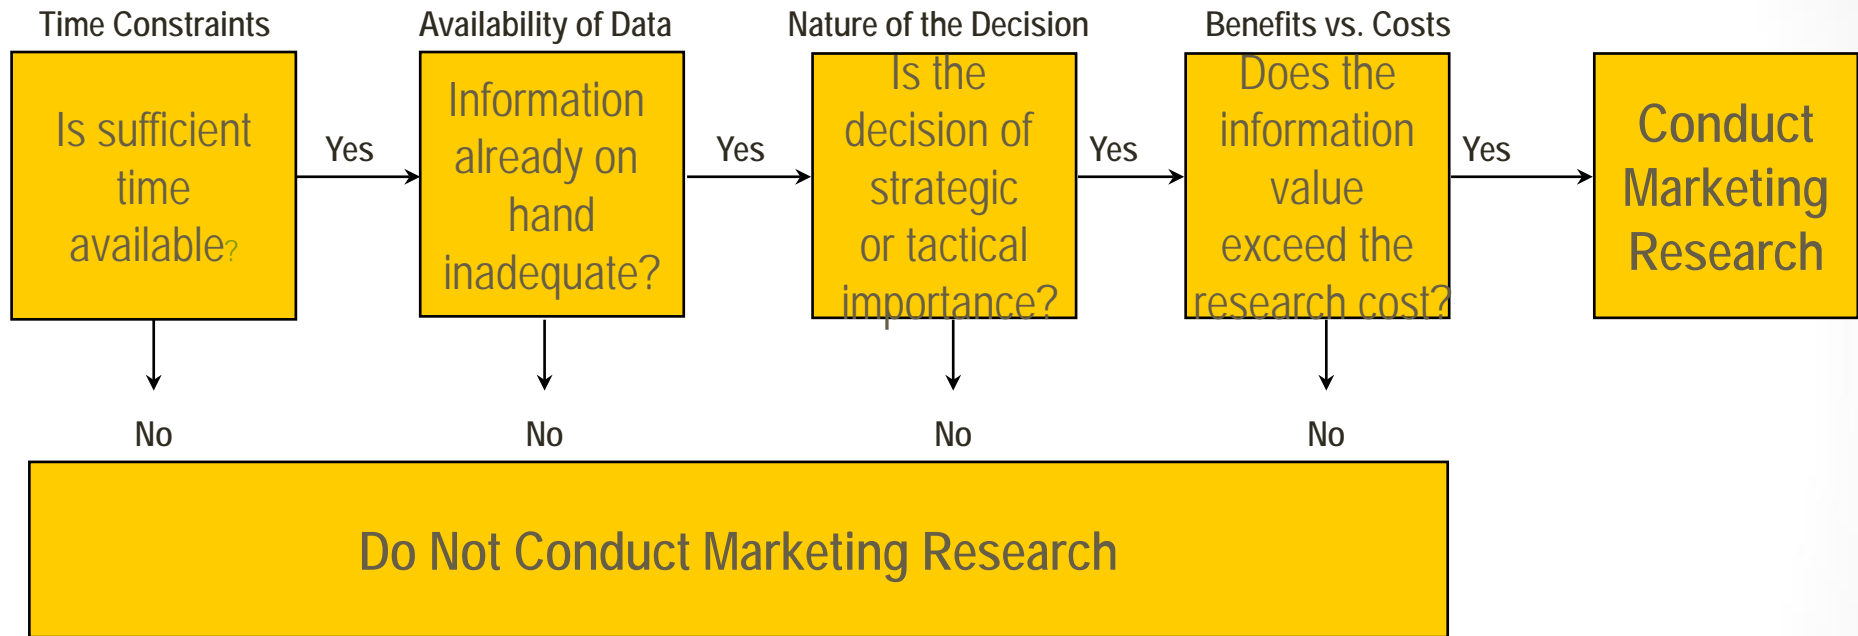 Time Constraints
Availability of Data
Nature of the Decision
Benefits vs. Costs
Is sufficient
time
available?
Yes
Information
already on
hand
inadequate?
Yes
Is the
decision of
strategic
or tactical
importance?
Yes
Does the
information
value
exceed the
research cost?
Yes
Conduct
Marketing
Research
No
No
No
No
Do Not Conduct Marketing Research